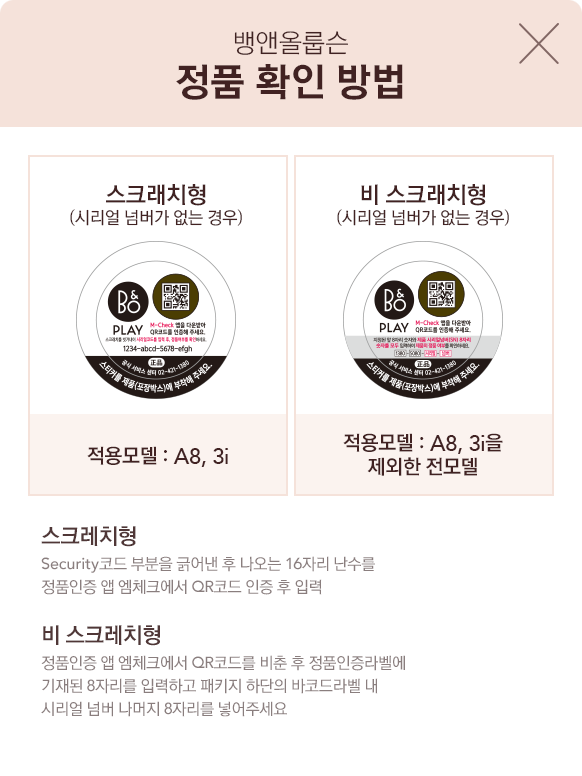 뱅앤올룹슨
정품 확인 방법
스크래치형
(시리얼 넘버가 없는 경우)
B&O
PLAY
M-Check 앱을 다운받아
QR코드를 인증해 주세요.
1234-abcd-5678-efgh
正品
공식 서비스 센터 02-421-1380
스티커를 제품(포장박스)에 부착해 주세요.
적용모델 : A8, 3i
비 스크래치형
(시리얼 넘버가 없는 경우)
B&O
PLAY
M-Check 앱을 다운받아
QR코드를 인증해 주세요.
正品
공식 서비스 센터 02-421-1380
스티커를 제품(포장박스)에 부착해 주세요.
적용모델 : A8, 3i을
제외한 전모델
스크레치형
Security코드 부분을 긁어낸 후 나오는 16자리 난수를
정품인증 앱 엠체크에서 QR코드 인증 후 입력
비 스크레치형
정품인증 앱 엠체크에서 QR코드를 비춘 후 정품인증라벨에
기재된 8자리를 입력하고 패키지 하단의 바코드라벨 내
시리얼 넘버 나머지 8자리를 넣어주세요